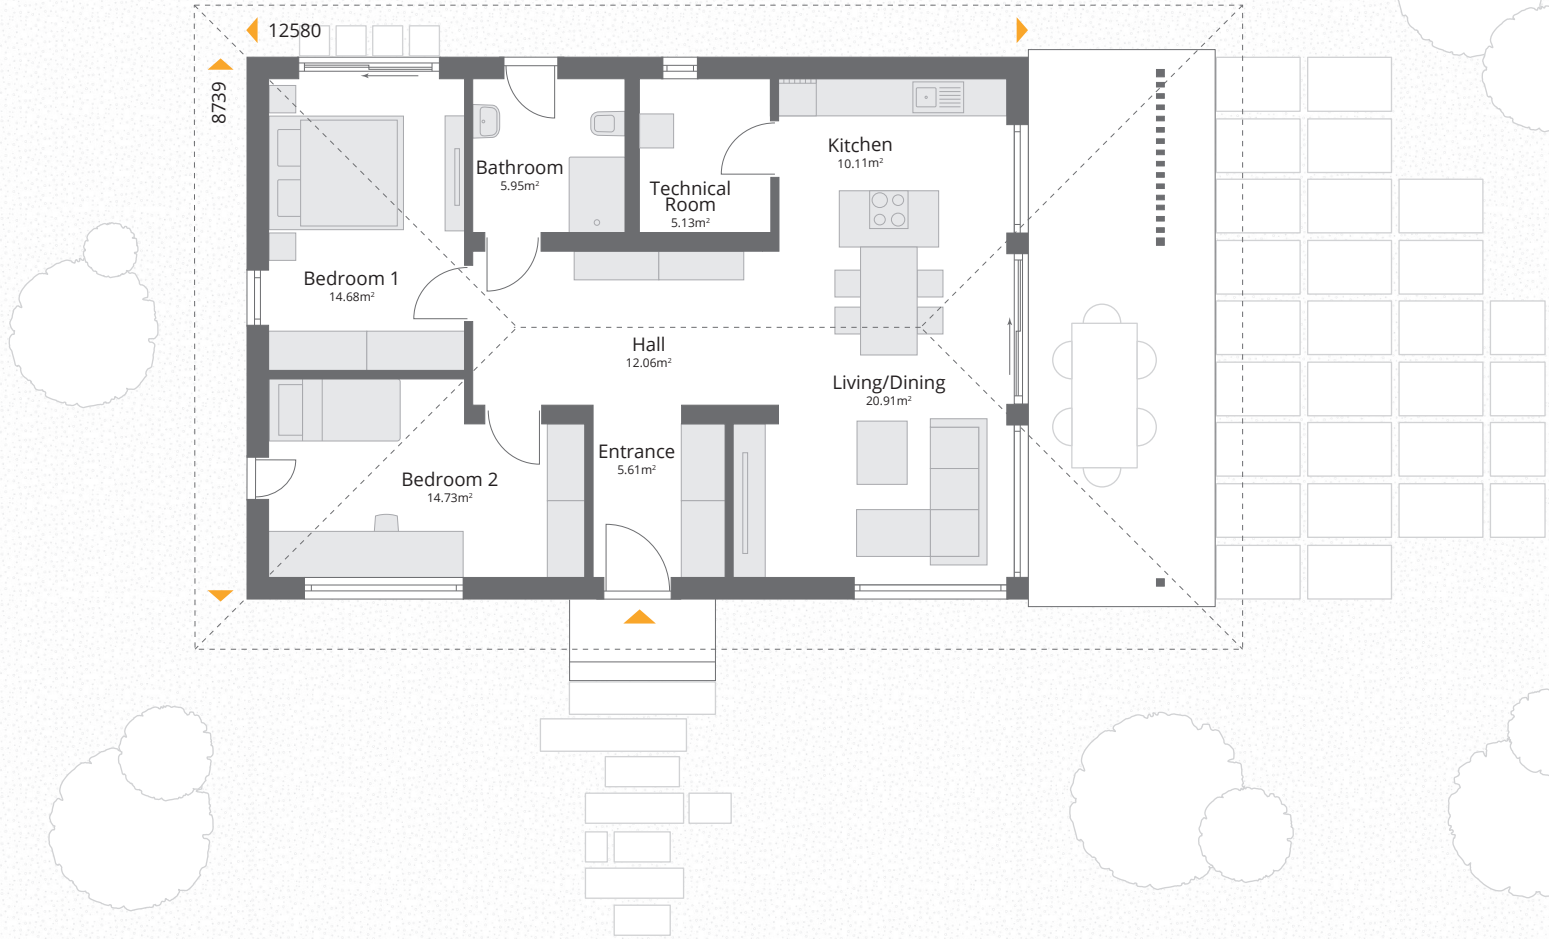 12580
8739
Kitchen
10.11m²
Bathroom
5.95m²
Technical
Room
5.13m²
Bedroom 1
14.68m²
Hall
12.06m²
Living/Dining
20.91m²
Entrance
5.61m²
Bedroom 2
14.73m²